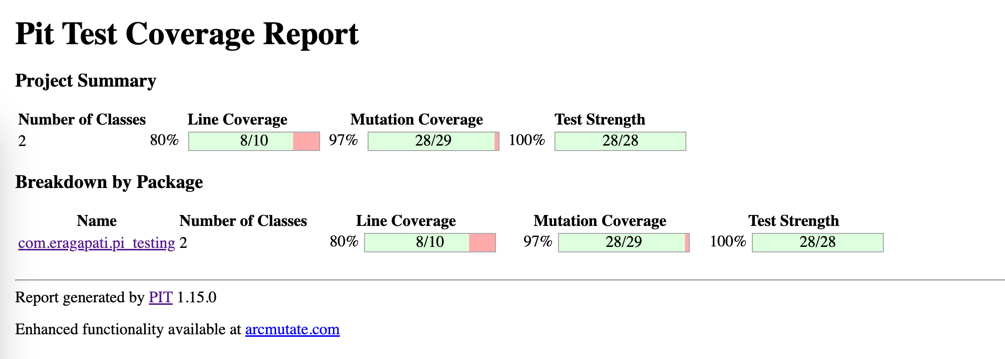 Pit Test Coverage Report
Project Summary
Number of Classes Line Coverage Mutation Coverage Test Strength
2 80% 8/10 97% 28/29 100% 28/28
Breakdown by Package
Name Number of Classes Line Coverage Mutation Coverage Test Strength
com.eragapati.pi_testing 2 80% 8/10 97% 28/29 100% 28/28
Report generated by PIT 1.15.0
Enhanced functionality available at arcmutate.com